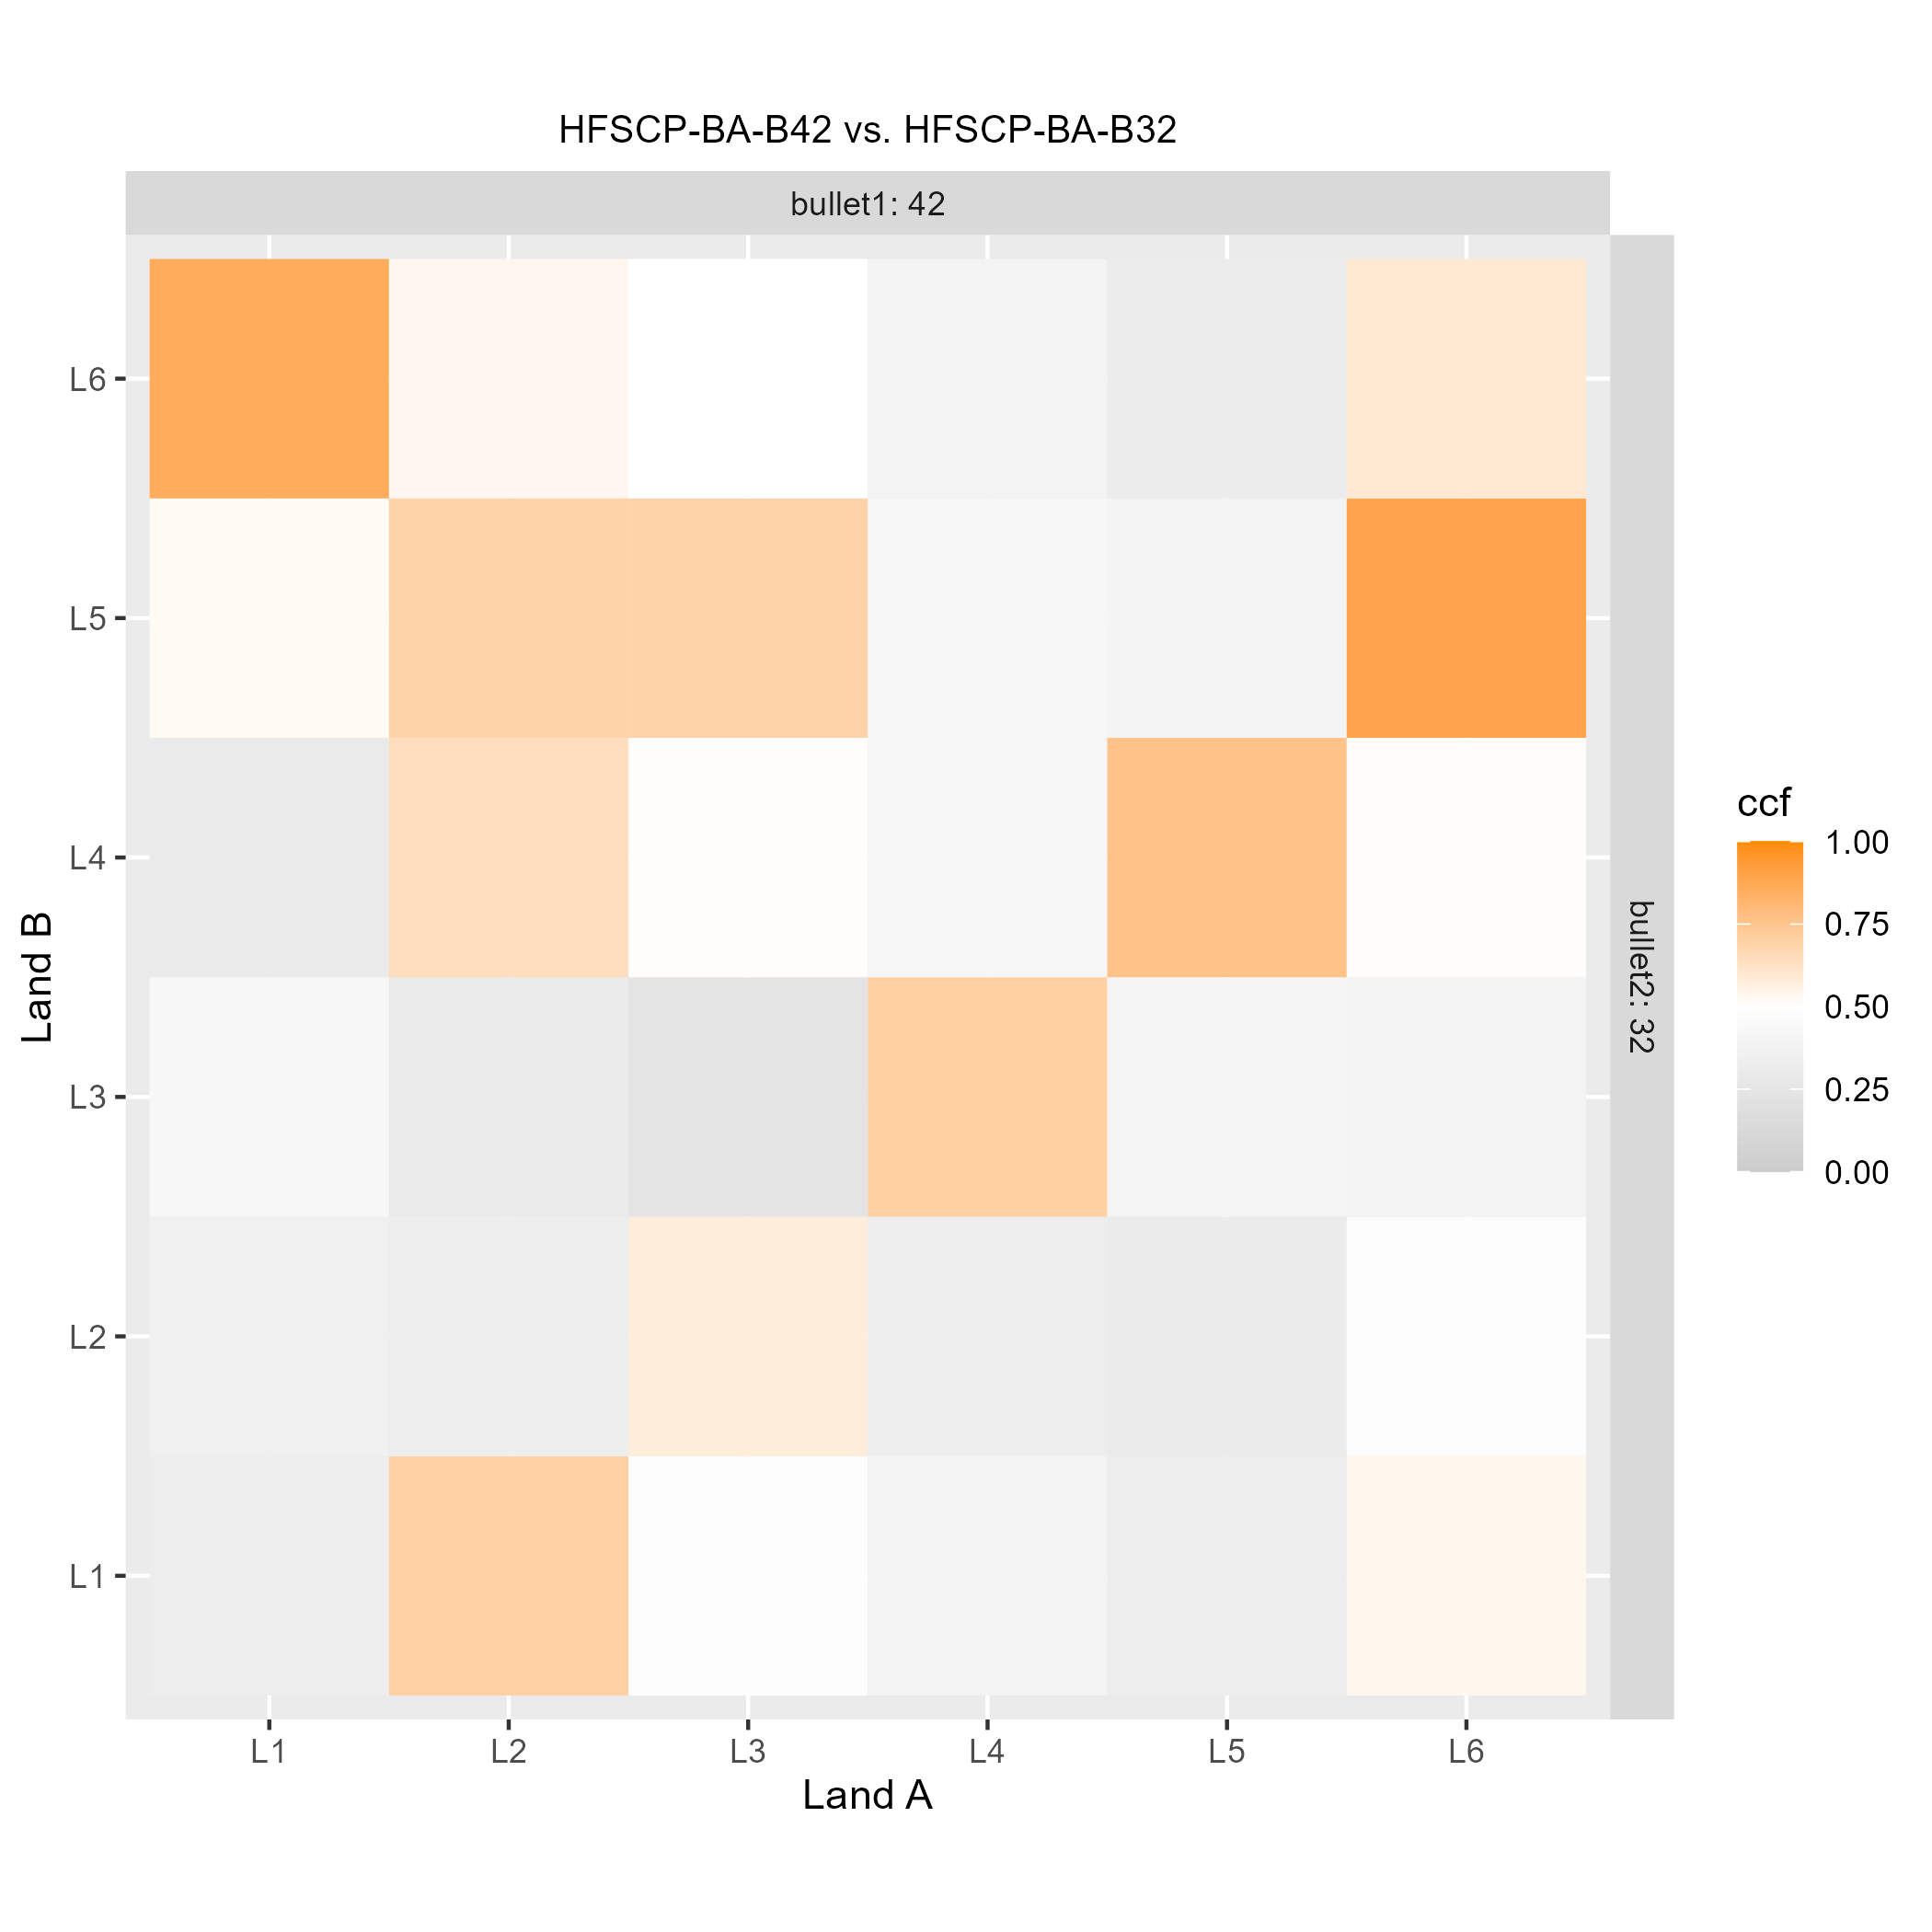 HFSCP-BA-B42 vs. HFSCP-BA-B32
bullet1: 42
L6
L5
L4
L3
L2
L1
Land B
bullet2: 32
L1 L2 L3 L4 L5 L6
Land A
ccf
1.00
0.75
0.50
0.25
0.00